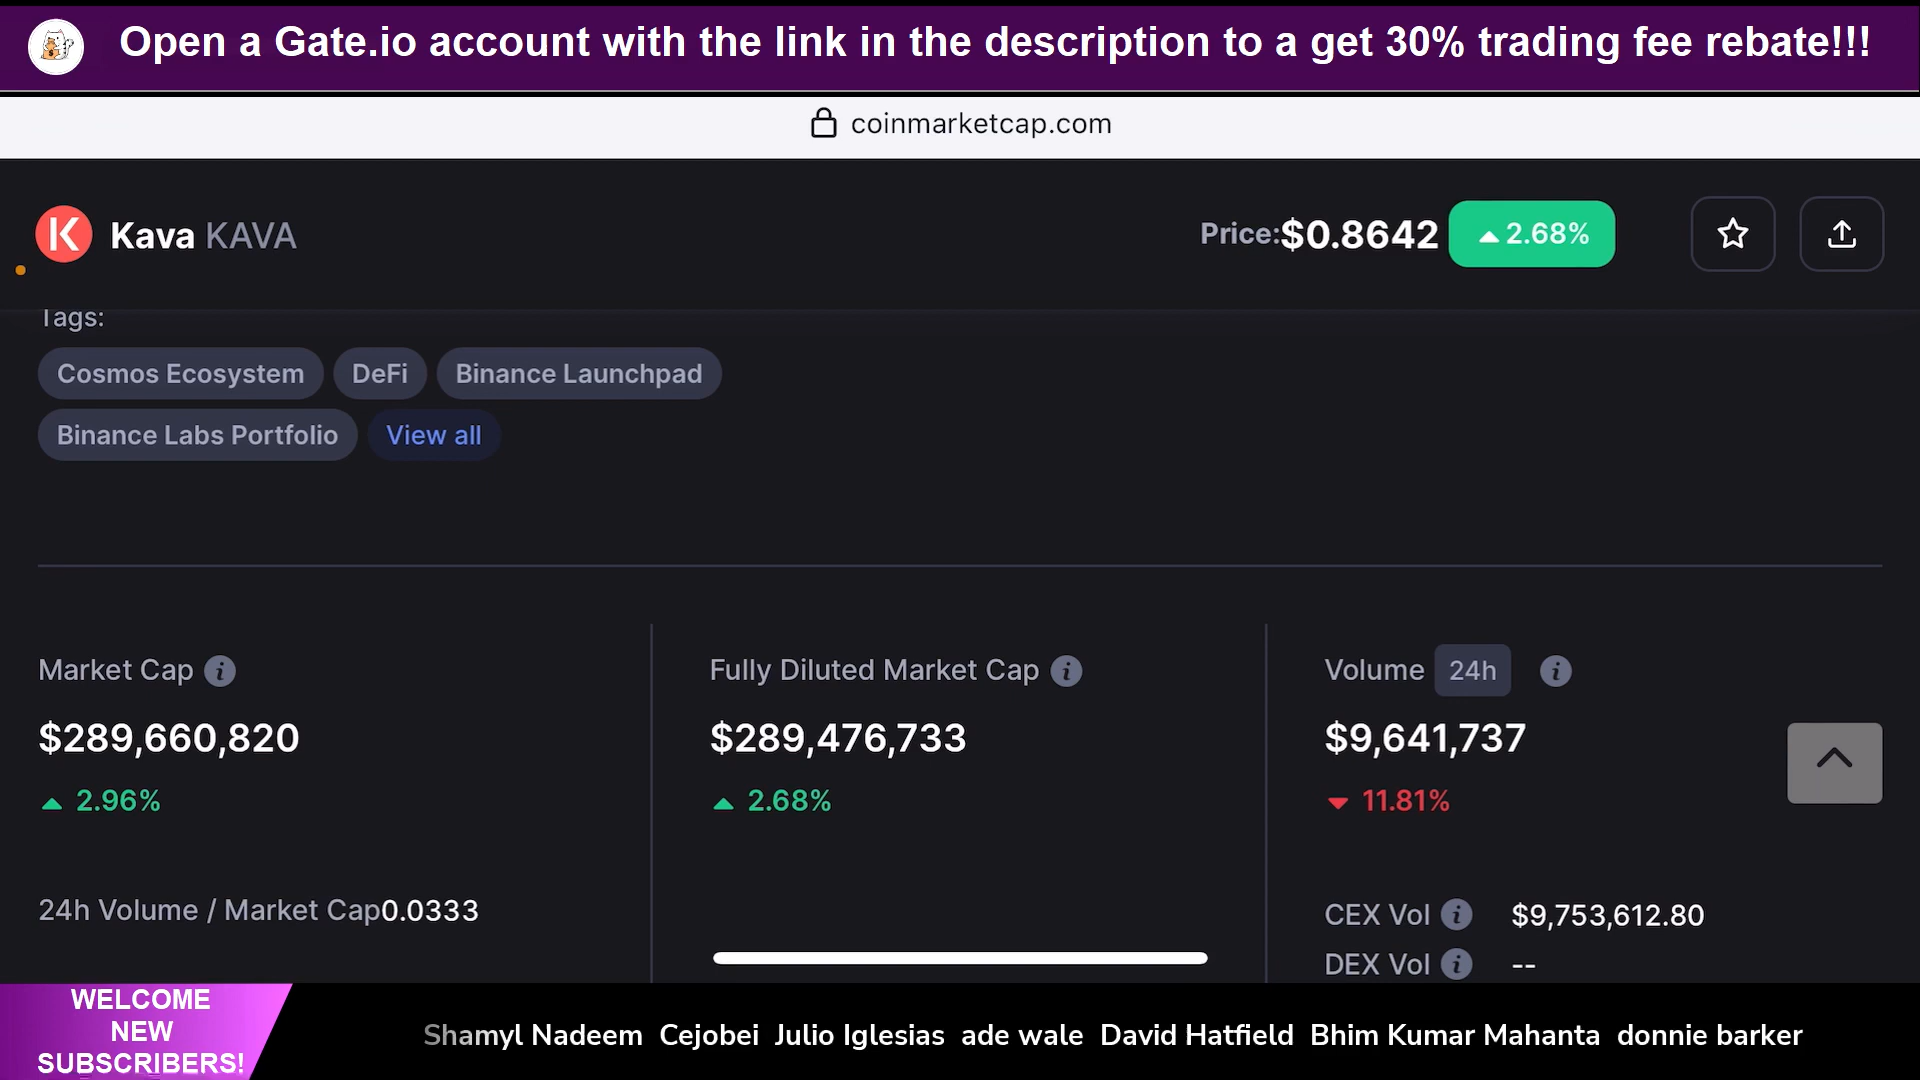 Open a Gate.io account with the link in the description to a get 30% trading fee rebate!!!
coinmarketcap.com
Kava KAVA
Price:$0.8642 2.68%
Tags:
Cosmos Ecosystem DeFi Binance Launchpad
Binance Labs Portfolio View all
Market Cap
$289,660,820
2.96%
24h Volume / Market Cap0.0333
Fully Diluted Market Cap
$289,476,733
2.68%
Volume 24h
$9,641,737
11.81%
CEX Vol $9,753,612.80
DEX Vol --
WELCOME
NEW
SUBSCRIBERS!
Shamyl Nadeem Cejobei Julio Iglesias ade wale David Hatfield Bhim Kumar Mahanta donnie barker